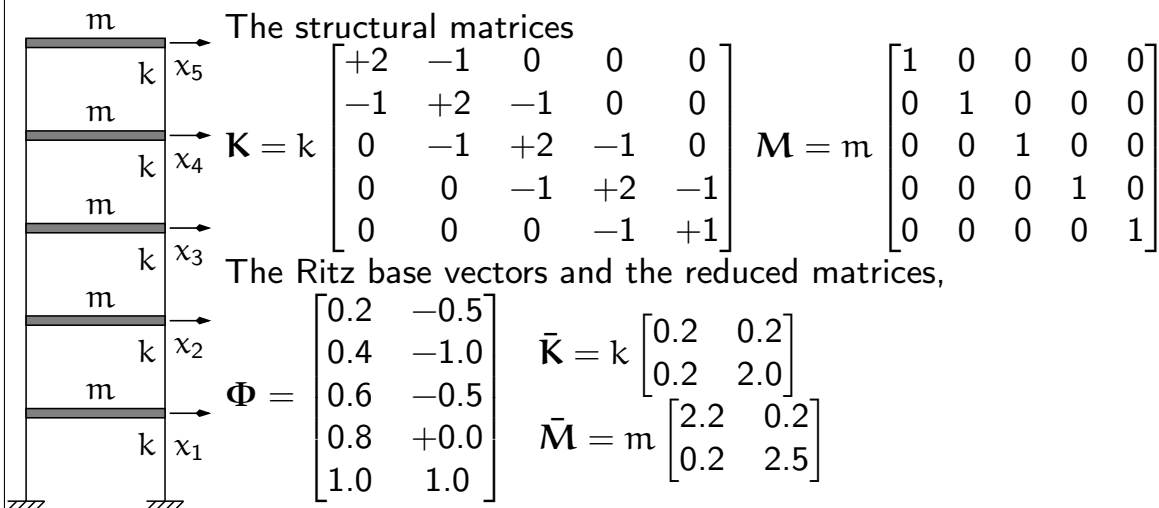 The structural matrices
K = k [+2 −1 0 0 0; −1 +2 −1 0 0; 0 −1 +2 −1 0; 0 0 −1 +2 −1; 0 0 0 −1 +1] M = m [1 0 0 0 0; 0 1 0 0 0; 0 0 1 0 0; 0 0 0 1 0; 0 0 0 0 1]
The Ritz base vectors and the reduced matrices,
Φ = [0.2 −0.5; 0.4 −1.0; 0.6 −0.5; 0.8 +0.0; 1.0 1.0]
K̄ = k [0.2 0.2; 0.2 2.0]
M̄ = m [2.2 0.2; 0.2 2.5]
m
k x₅
m
k x₄
m
k x₃
m
k x₂
m
k x₁